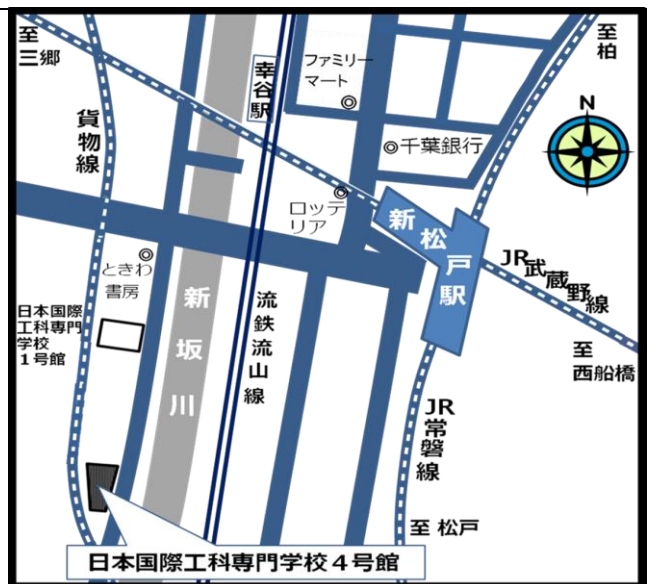 至
三郷
貨物線
幸谷駅
ファミリー
マート
至
柏
N
千葉銀行
ロッテ
リア
新松戸駅
JR武蔵野線
至
西船橋
ときわ
書房
日本国際
工科専門
学校
1号館
新坂川
流鉄流山線
JR常磐線
至 松戸
日本国際工科専門学校4号館